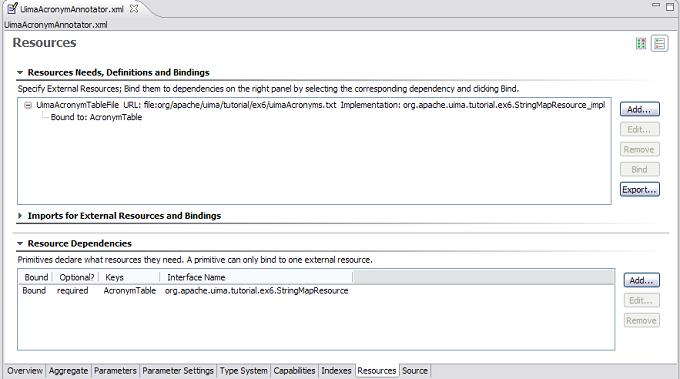 UimaAcronymAnnotator.xml
UimaAcronymAnnotator.xml
Resources
Resources Needs, Definitions and Bindings
Specify External Resources; Bind them to dependencies on the right panel by selecting the corresponding dependency and clicking Bind.
UimaAcronymTableFile URL: file:org/apache/uima/tutorial/ex6/uimaAcronyms.txt Implementation: org.apache.uima.tutorial.ex6.StringMapResource_impl
Bound to: AcronymTable
Add...
Edit...
Remove
Bind
Export...
Imports for External Resources and Bindings
Resource Dependencies
Primitives declare what resources they need. A primitive can only bind to one external resource.
Bound Optional? Keys Interface Name
Bound required AcronymTable org.apache.uima.tutorial.ex6.StringMapResource
Add...
Edit...
Remove
Overview Aggregate Parameters Parameter Settings Type System Capabilities Indexes Resources Source